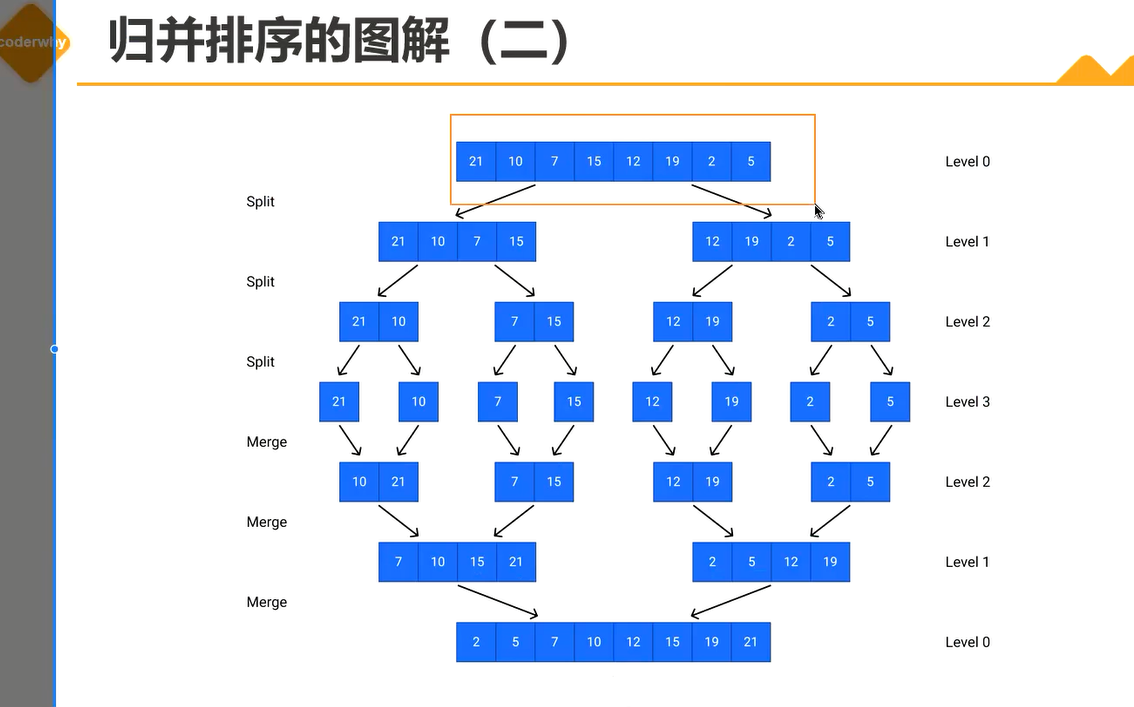 coderwhy
归并排序的图解（二）
21 10 7 15 12 19 2 5 Level 0
Split
21 10 7 15 12 19 2 5 Level 1
Split
21 10 7 15 12 19 2 5 Level 2
Split
21 10 7 15 12 19 2 5 Level 3
Merge
10 21 7 15 12 19 2 5 Level 2
Merge
7 10 15 21 2 5 12 19 Level 1
Merge
2 5 7 10 12 15 19 21 Level 0